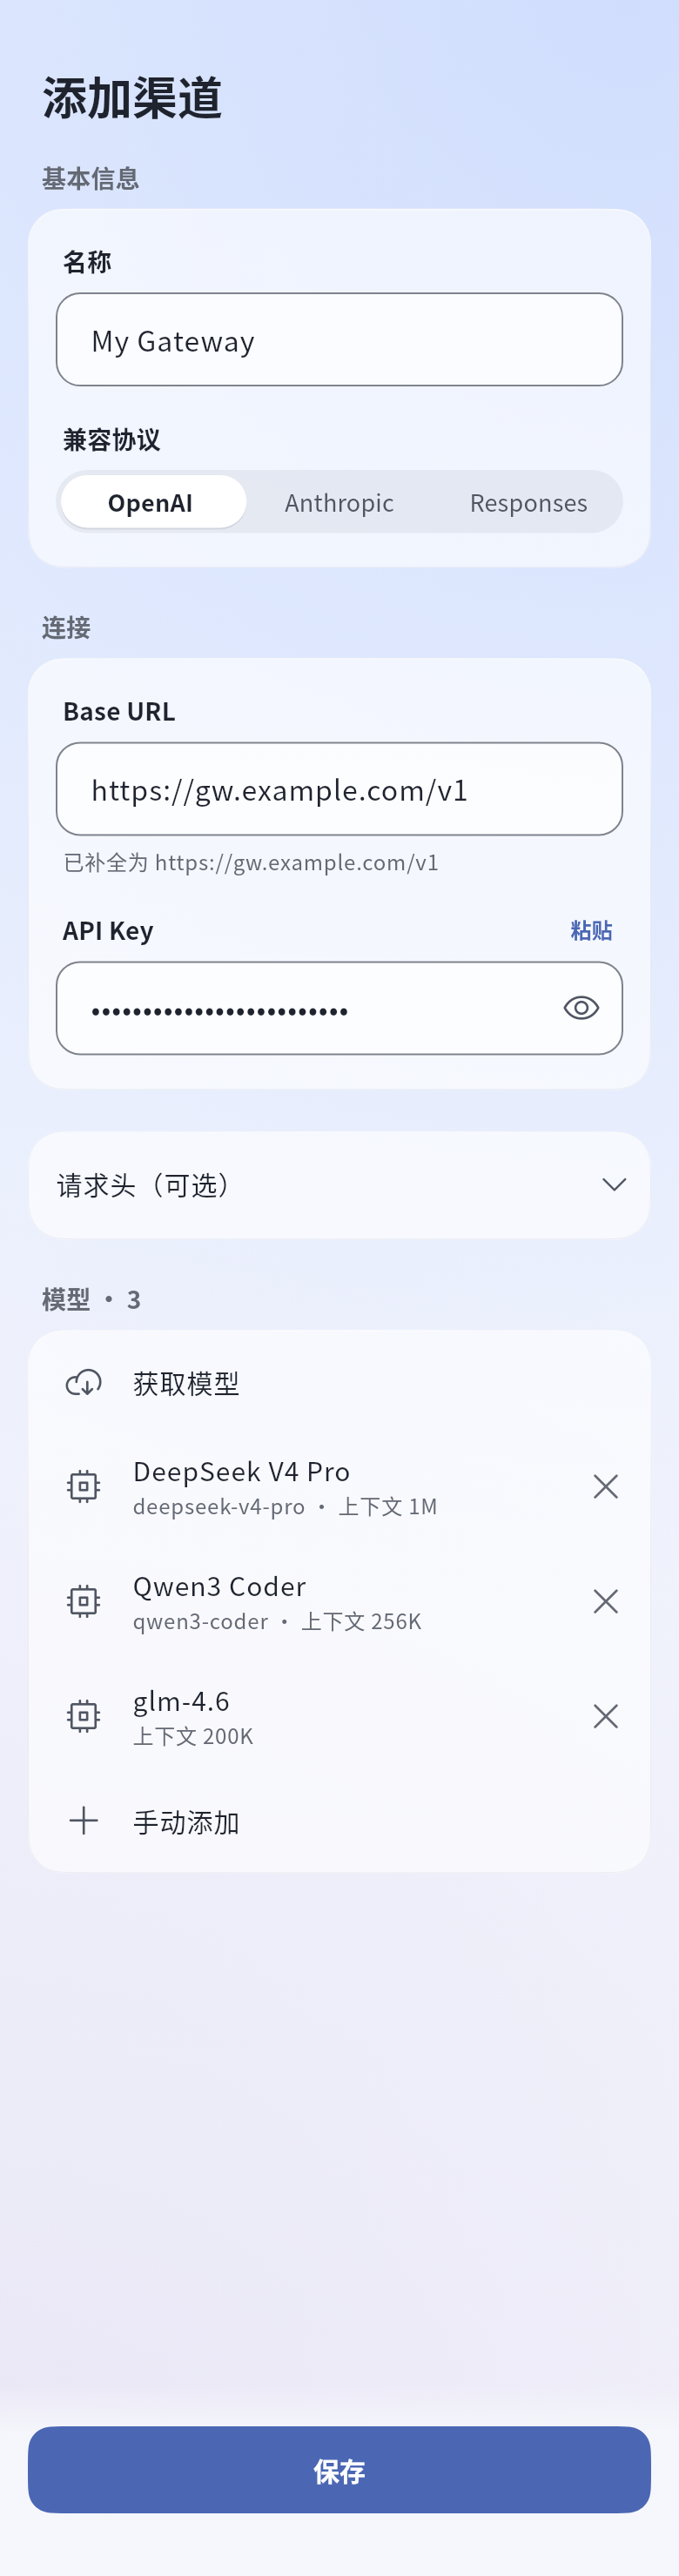 添加渠道
基本信息
名称
My Gateway
兼容协议
OpenAI Anthropic Responses
连接
Base URL
https://gw.example.com/v1
已补全为 https://gw.example.com/v1
API Key 粘贴
•••••••••••••••••••••••••
请求头（可选）
模型 · 3
获取模型
DeepSeek V4 Pro
deepseek-v4-pro · 上下文 1M
Qwen3 Coder
qwen3-coder · 上下文 256K
glm-4.6
上下文 200K
手动添加
保存